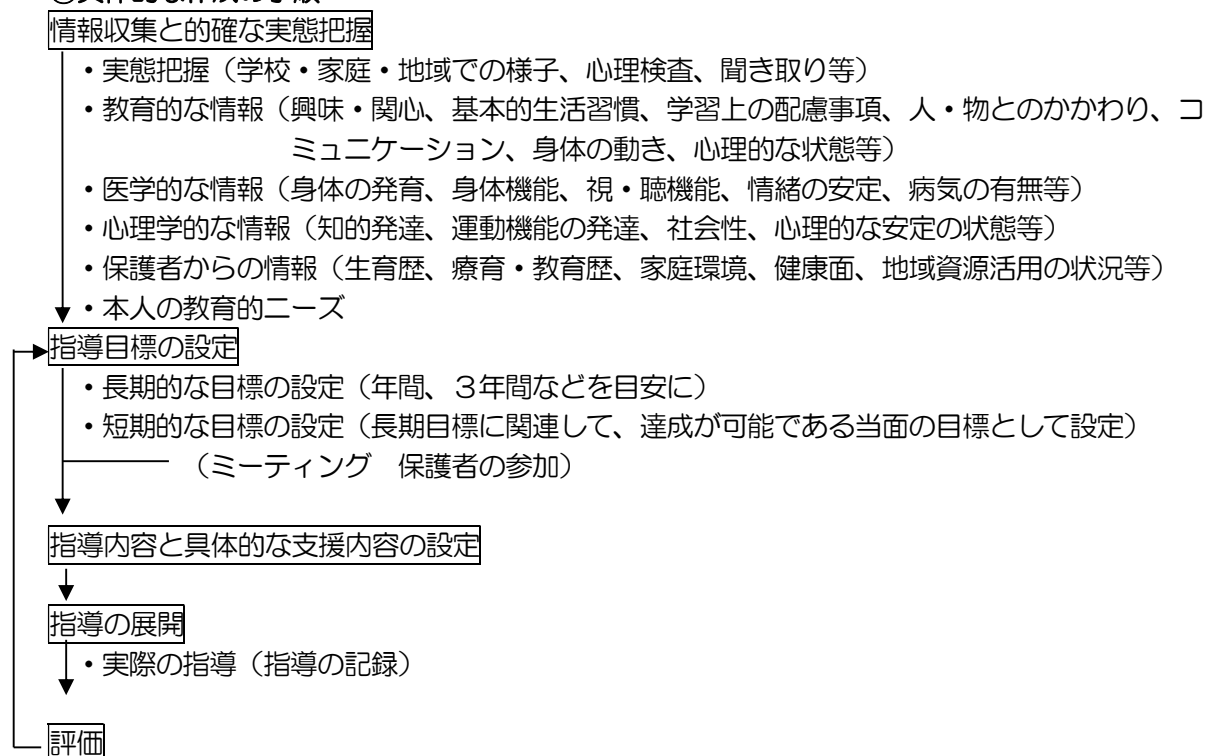 情報収集と的確な実態把握
・実態把握（学校・家庭・地域での様子、心理検査、聞き取り等）
・教育的な情報（興味・関心、基本的生活習慣、学習上の配慮事項、人・物とのかかわり、コ
ミュニケーション、身体の動き、心理的な状態等）
・医学的な情報（身体の発育、身体機能、視・聴機能、情緒の安定、病気の有無等）
・心理学的な情報（知的発達、運動機能の発達、社会性、心理的な安定の状態等）
・保護者からの情報（生育歴、療育・教育歴、家庭環境、健康面、地域資源活用の状況等）
・本人の教育的ニーズ
指導目標の設定
・長期的な目標の設定（年間、３年間などを目安に）
・短期的な目標の設定（長期目標に関連して、達成が可能である当面の目標として設定）
（ミーティング　保護者の参加）
指導内容と具体的な支援内容の設定
指導の展開
・実際の指導（指導の記録）
評価